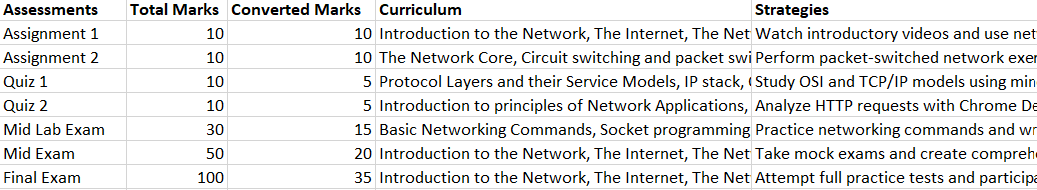 Assessments Total Marks Converted Marks Curriculum Strategies
Assignment 1 10 10 Introduction to the Network, The Internet, The Net Watch introductory videos and use net
Assignment 2 10 10 The Network Core, Circuit switching and packet swi Perform packet-switched network exer
Quiz 1 10 5 Protocol Layers and their Service Models, IP stack, Study OSI and TCP/IP models using
Quiz 2 10 5 Introduction to principles of Network Applications, Analyze HTTP requests with Chrome De
Mid Lab Exam 30 15 Basic Networking Commands, Socket programming Practice networking commands and
Mid Exam 50 20 Introduction to the Network, The Internet, The Net Take mock exams and create compreh
Final Exam 100 35 Introduction to the Network, The Internet, The Net Attempt full practice tests and participa